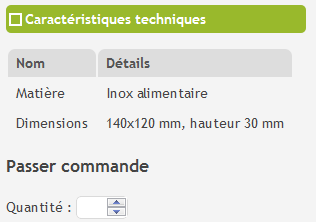 Caractéristiques techniques
Nom Détails
Matière Inox alimentaire
Dimensions 140x120 mm, hauteur 30 mm
Passer commande
Quantité :